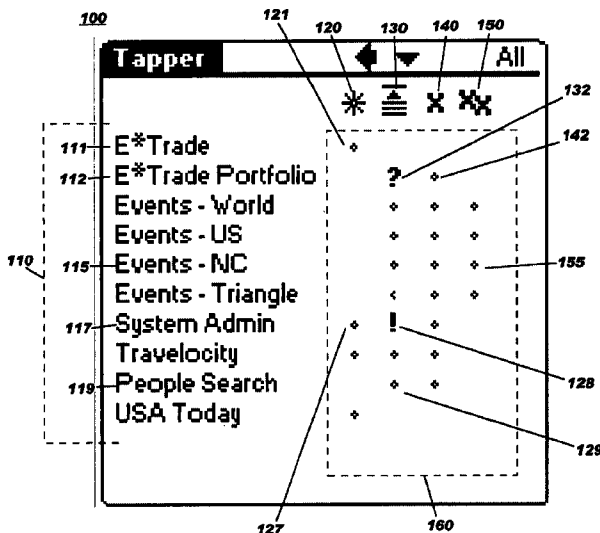 100 121 120 130 140 150
Tapper All
132
142
111 E*Trade
112 E*Trade Portfolio ?
Events - World
Events - US
110 115 Events - NC 155
Events - Triangle
117 System Admin !
Travelocity
119 People Search 128
USA Today
129
127 160